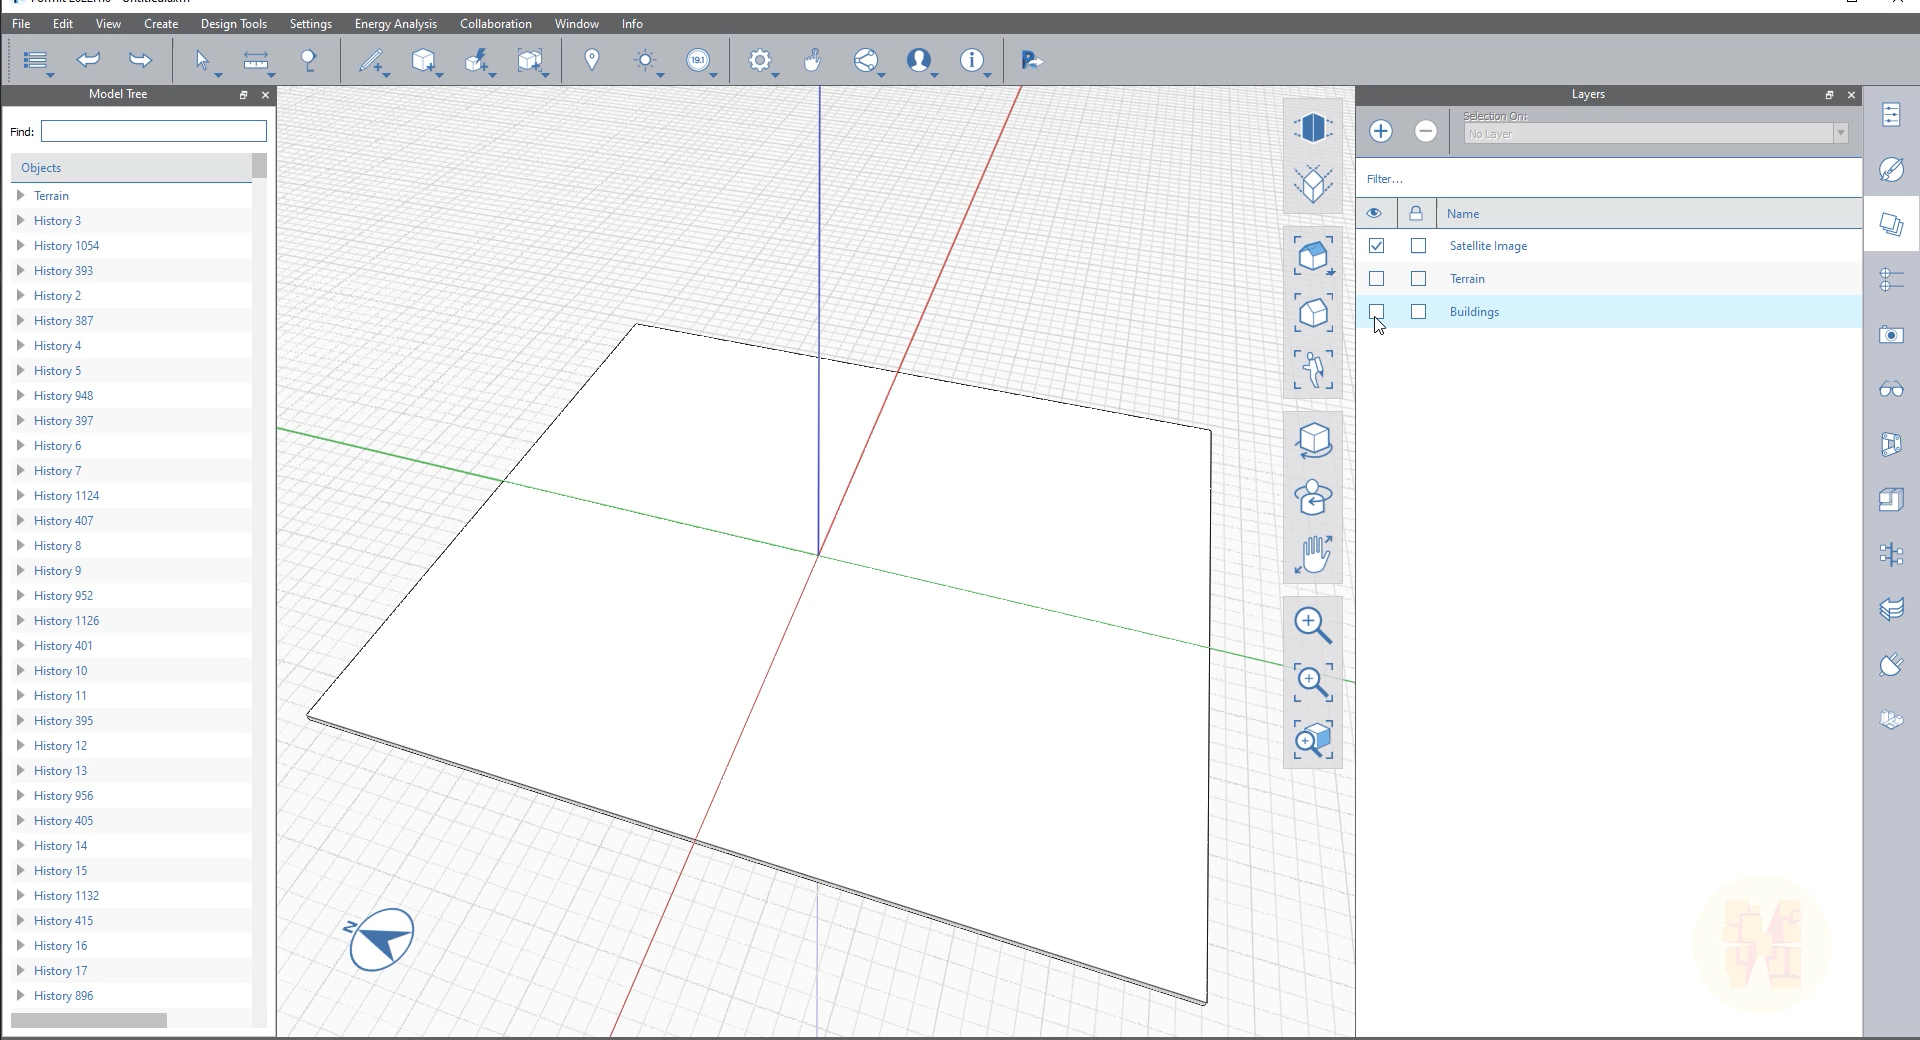 File Edit View Create Design Tools Settings Energy Analysis Collaboration Window Info
19.1
Model Tree
Find:
Objects
Terrain
History 3
History 1054
History 393
History 2
History 387
History 4
History 5
History 948
History 397
History 6
History 7
History 1124
History 407
History 8
History 9
History 952
History 1126
History 401
History 10
History 11
History 395
History 12
History 13
History 956
History 405
History 14
History 15
History 1132
History 415
History 16
History 17
History 896
N
Layers
Selection On:
No Layer
Filter...
Name
Satellite Image
Terrain
Buildings